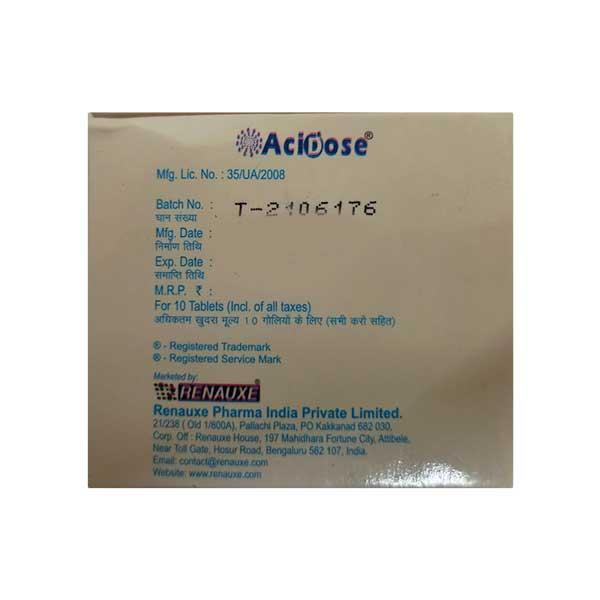 AciDose®
Mfg. Lic. No. : 35/UA/2008
Batch No. : T-2106176
घान संख्या
Mfg. Date :
निर्माण तिथि
Exp. Date :
समाप्ति तिथि
M.R.P. ₹ :
For 10 Tablets (Incl. of all taxes)
अधिकतम खुदरा मूल्य 10 गोलियों के लिए (सभी करों सहित)
® - Registered Trademark
® - Registered Service Mark
Marketed by:
RENAUXE®
Renauxe Pharma India Private Limited.
21/238 ( Old 1/800A), Pallachi Plaza, PO Kakkanad 682 030,
Corp. Off : Renauxe House, 197 Mahidhara Fortune City, Attibele,
Near Toll Gate, Hosur Road, Bengaluru 562 107, India.
Email: contact@renauxe.com
Website: www.renauxe.com